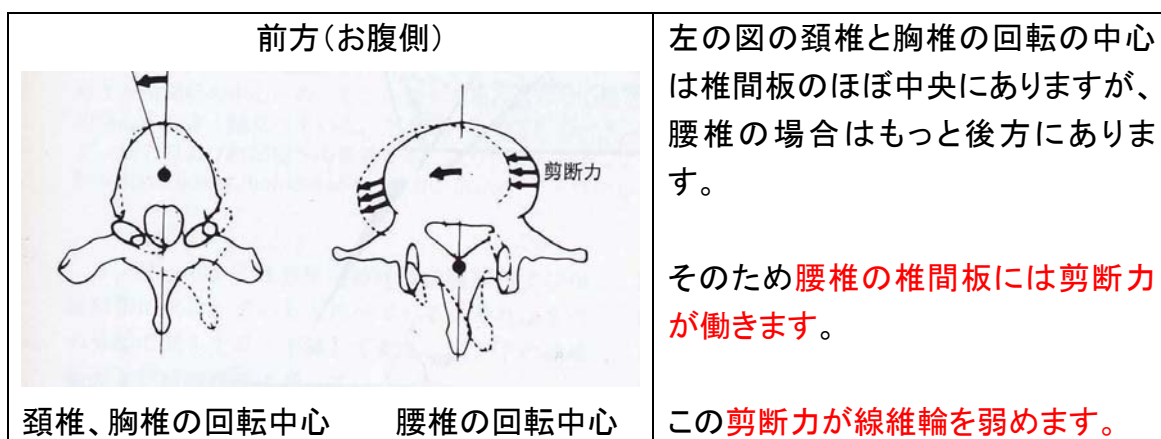 前方（お腹側）
剪断力
頚椎、胸椎の回転中心　　腰椎の回転中心
左の図の頚椎と胸椎の回転の中心
は椎間板のほぼ中央にありますが、
腰椎の場合はもっと後方にありま
す。
そのため腰椎の椎間板には剪断力
が働きます。
この剪断力が線維輪を弱めます。